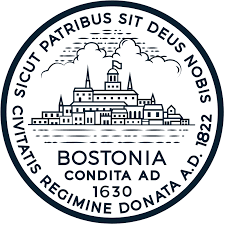 SICUT PATRIBUS SIT DEUS NOBIS
CIVITATIS REGIMINE DONATA A.D. 1822
BOSTONIA
CONDITA AD
1630